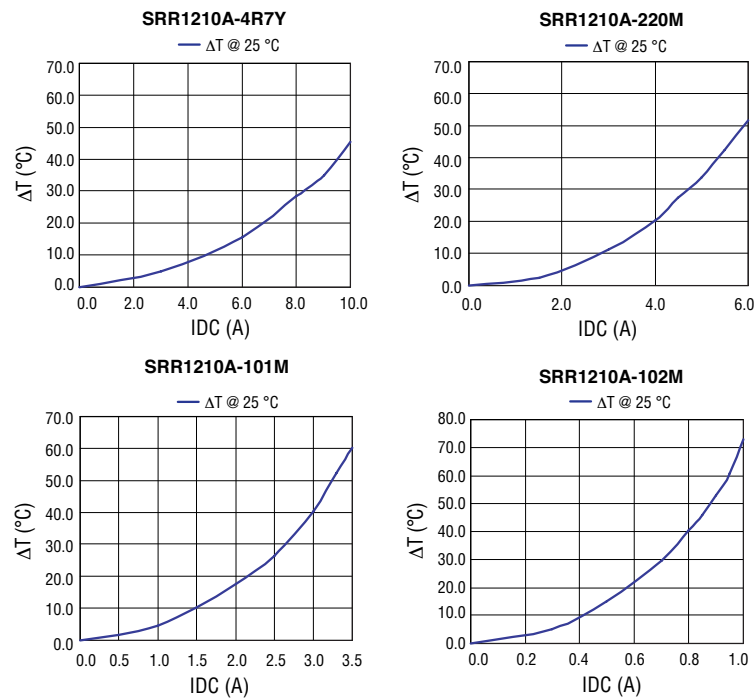 SRR1210A-4R7Y
ΔT @ 25 °C
70.0
60.0
50.0
40.0
30.0
20.0
10.0
0.0
ΔT (°C)
0.0 2.0 4.0 6.0 8.0 10.0
IDC (A)
SRR1210A-220M
ΔT @ 25 °C
70.0
60.0
50.0
40.0
30.0
20.0
10.0
0.0
ΔT (°C)
0.0 2.0 4.0 6.0
IDC (A)
SRR1210A-101M
ΔT @ 25 °C
70.0
60.0
50.0
40.0
30.0
20.0
10.0
0.0
ΔT (°C)
0.0 0.5 1.0 1.5 2.0 2.5 3.0 3.5
IDC (A)
SRR1210A-102M
ΔT @ 25 °C
80.0
70.0
60.0
50.0
40.0
30.0
20.0
10.0
0.0
ΔT (°C)
0.0 0.2 0.4 0.6 0.8 1.0
IDC (A)